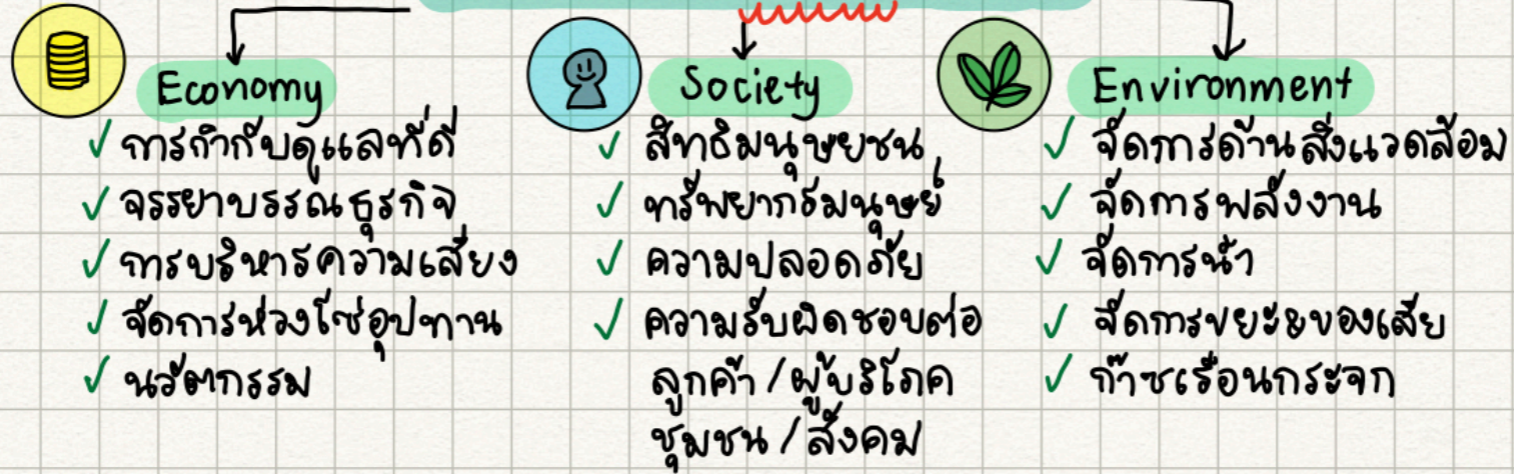 Economy
✓ การกำกับดูแลที่ดี
✓ จรรยาบรรณธุรกิจ
✓ การบริหารความเสี่ยง
✓ จัดการห่วงโซ่อุปทาน
✓ นวัตกรรม
Society
✓ สิทธิมนุษยชน
✓ ทรัพยากรมนุษย์
✓ ความปลอดภัย
✓ ความรับผิดชอบต่อ
ลูกค้า / ผู้บริโภค
ชุมชน / สังคม
Environment
✓ จัดการด้านสิ่งแวดล้อม
✓ จัดการพลังงาน
✓ จัดการน้ำ
✓ จัดการขยะ&ของเสีย
✓ ก๊าซเรือนกระจก